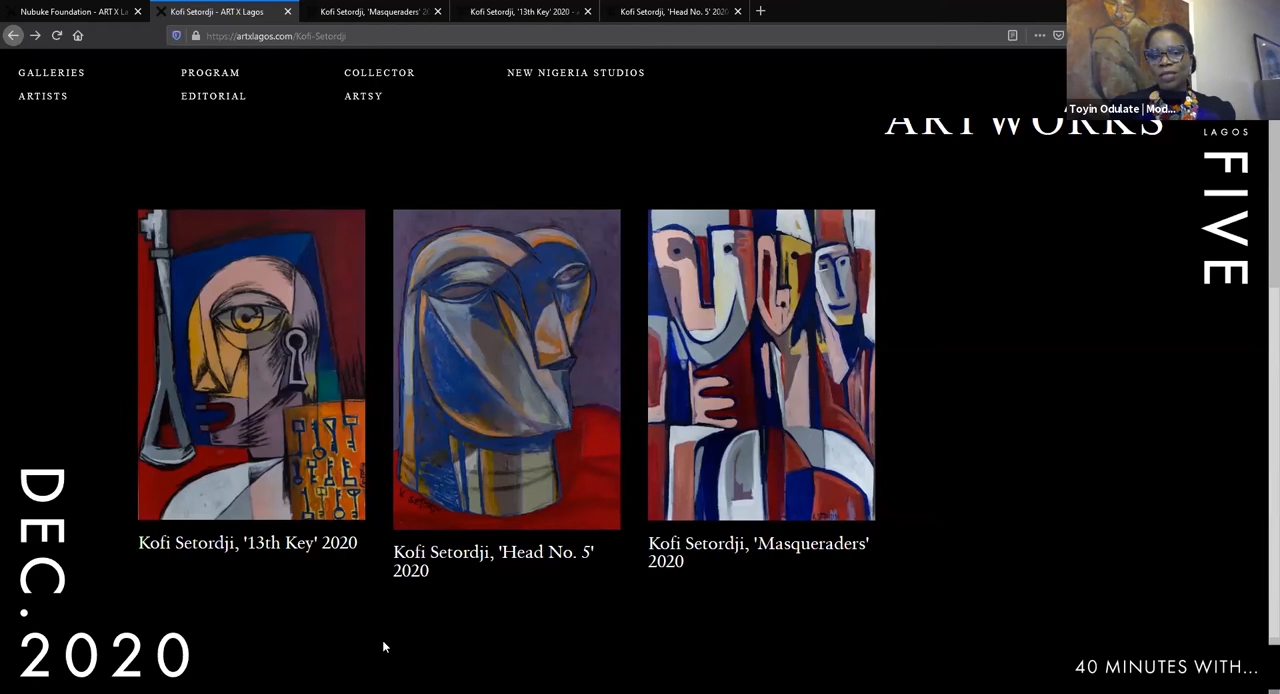 Nubuke Foundation - ART X La
Kofi Setordji - ART X Lagos
Kofi Setordji, 'Masqueraders' 20
Kofi Setordji, '13th Key' 2020 - A
Kofi Setordji, 'Head No. 5' 2020
https://artxlagos.com/Kofi-Setordji
GALLERIES
PROGRAM
COLLECTOR
NEW NIGERIA STUDIOS
ARTISTS
EDITORIAL
ARTSY
Toyin Odulate | Mod...
ARTWORKS
LAGOS
FIVE
Kofi Setordji, '13th Key' 2020
Kofi Setordji, 'Head No. 5'
2020
Kofi Setordji, 'Masqueraders'
2020
DEC.
2020
40 MINUTES WITH...